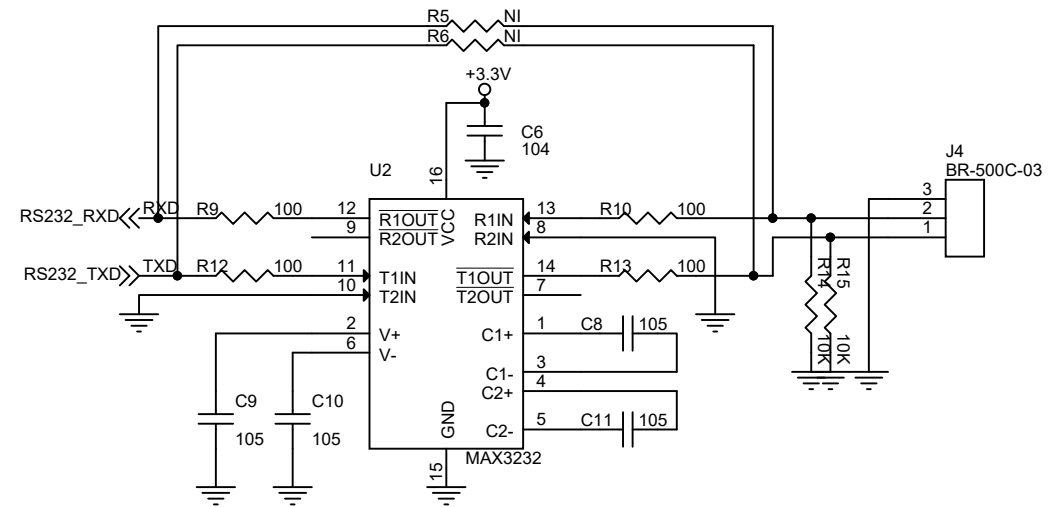 R5 NI
R6 NI
+3.3V
C6
104
J4
BR-500C-03
U2
16
3
RS232_RXD RXD R9 100 12 R1OUT VCC R1IN 13 R10 100 2
9 R2OUT R2IN 8 1
RS232_TXD TXD R12 100 11 T1IN T1OUT 14 R13 100
10 T2IN T2OUT 7
R14 R15
10K 10K
2 V+ C1+ 1 C8 105
6 V-
C1- 3
C2+ 4
C9 C10
105 105
GND C2- 5 C11 105
15 MAX3232